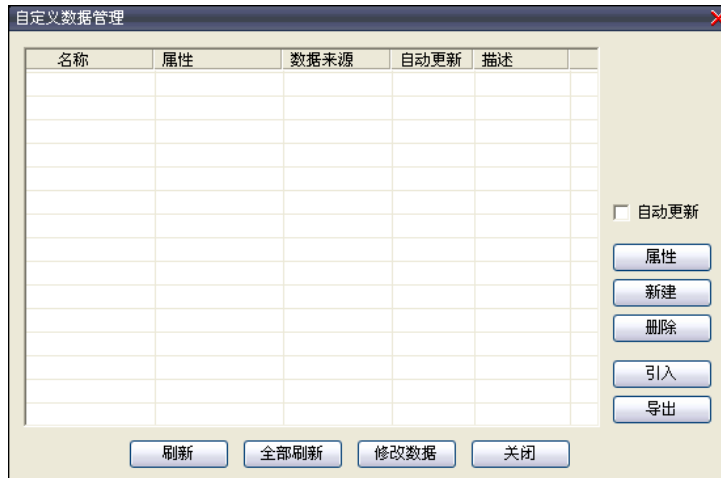 自定义数据管理
名称 属性 数据来源 自动更新 描述
自动更新
属性
新建
删除
引入
导出
刷新 全部刷新 修改数据 关闭